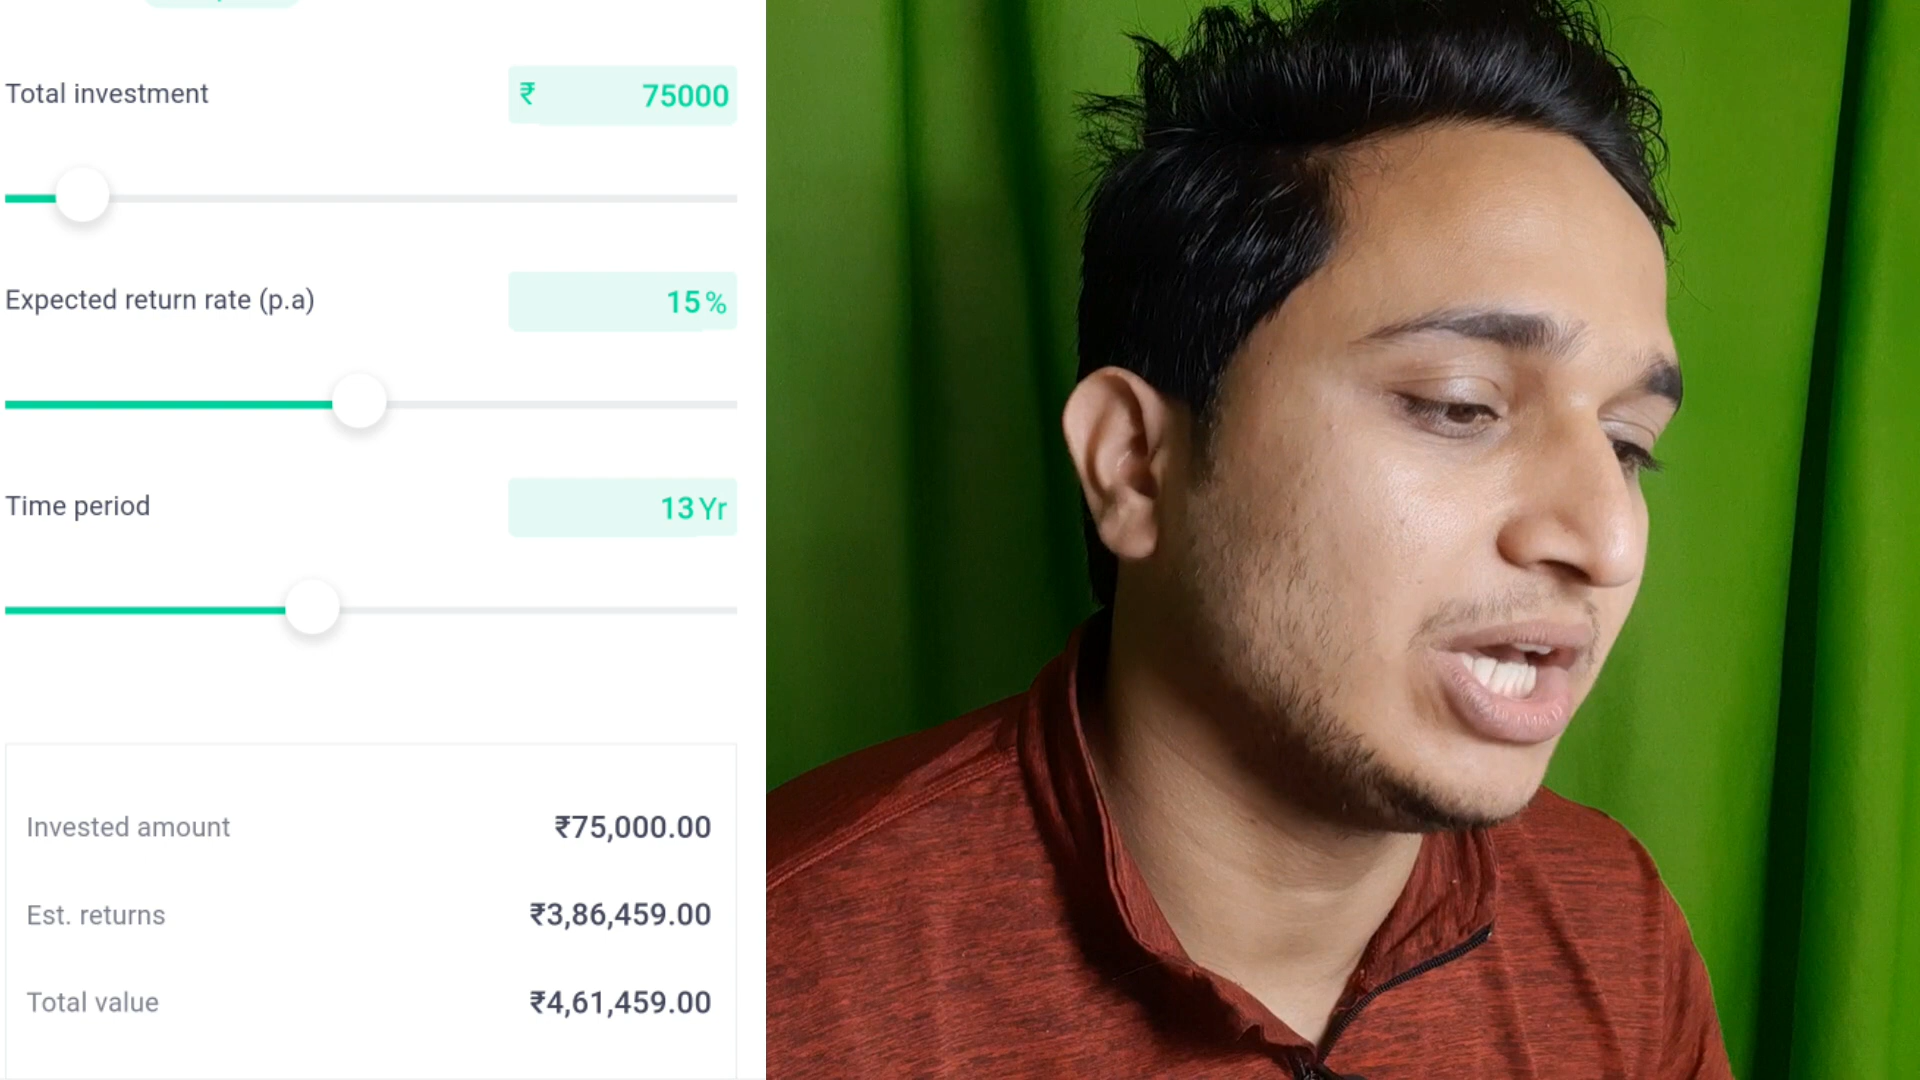 Total investment ₹ 75000
Expected return rate (p.a) 15 %
Time period 13 Yr
Invested amount ₹75,000.00
Est. returns ₹3,86,459.00
Total value ₹4,61,459.00